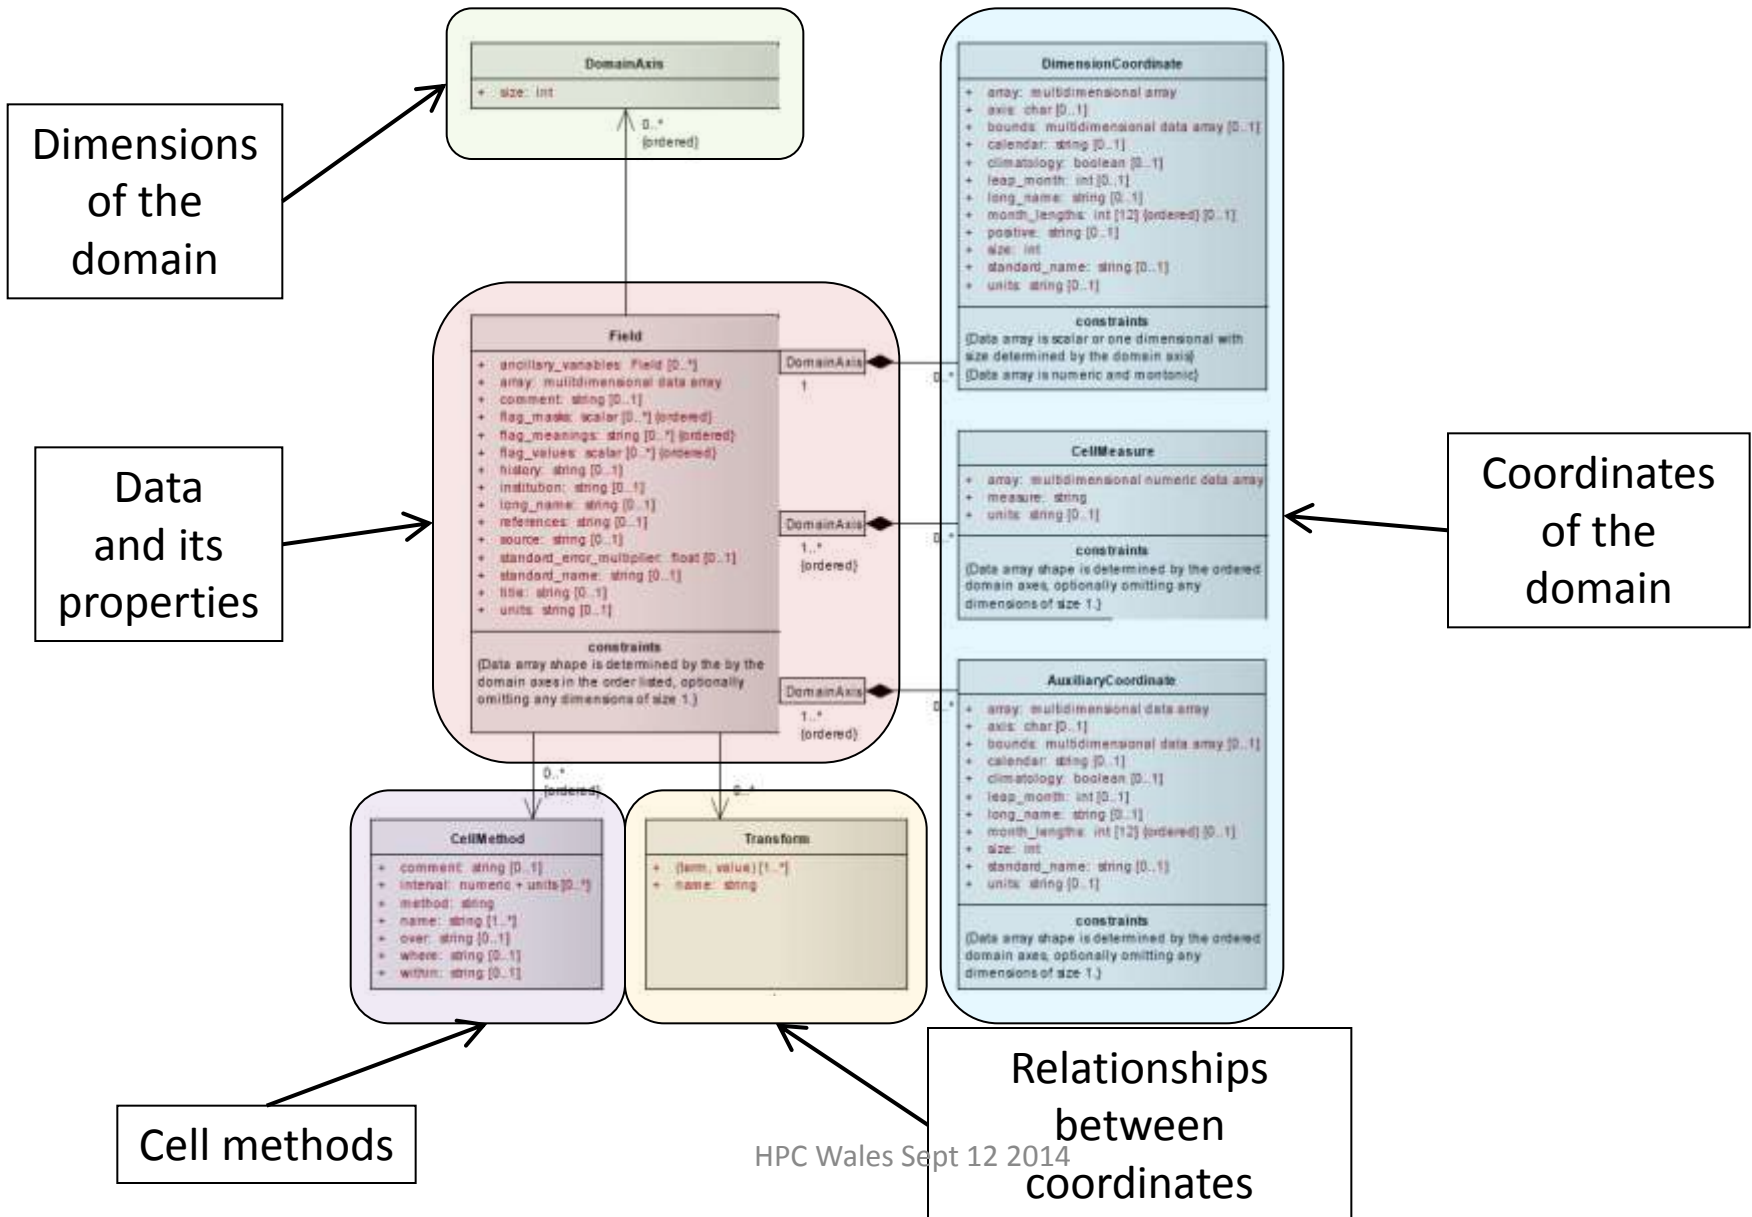 DomainAxis
+ size: int
0..*
{ordered}
Dimensions
of the
domain
Field
+ ancillary_variables: Field [0..*]
+ array: mulitdimensional data array
+ comment: string [0..1]
+ flag_masks: scalar [0..*] {ordered}
+ flag_meanings: string [0..*] {ordered}
+ flag_values: scalar [0..*] {ordered}
+ history: string [0..1]
+ institution: string [0..1]
+ long_name: string [0..1]
+ references: string [0..1]
+ source: string [0..1]
+ standard_error_multiplier: float [0..1]
+ standard_name: string [0..1]
+ title: string [0..1]
+ units: string [0..1]
constraints
{Data array shape is determined by the by the
domain axes in the order listed, optionally
omitting any dimensions of size 1.}
Data
and its
properties
DomainAxis
1
0..*
DomainAxis
1..*
{ordered}
0..*
DomainAxis
1..*
{ordered}
0..*
DimensionCoordinate
+ array: multidimensional array
+ axis: char [0..1]
+ bounds: multidimensional data array [0..1]
+ calendar: string [0..1]
+ climatology: boolean [0..1]
+ leap_month: int [0..1]
+ long_name: string [0..1]
+ month_lengths: int [12] {ordered} [0..1]
+ positive: string [0..1]
+ size: int
+ standard_name: string [0..1]
+ units: string [0..1]
constraints
{Data array is scalar or one dimensional with
size determined by the domain axis}
{Data array is numeric and montonic}
CellMeasure
+ array: multidimensional numeric data array
+ measure: string
+ units: string [0..1]
constraints
{Data array shape is determined by the ordered
domain axes, optionally omitting any
dimensions of size 1.}
AuxiliaryCoordinate
+ array: multidimensional data array
+ axis: char [0..1]
+ bounds: multidimensional data array [0..1]
+ calendar: string [0..1]
+ climatology: boolean [0..1]
+ leap_month: int [0..1]
+ long_name: string [0..1]
+ month_lengths: int [12] {ordered} [0..1]
+ size: int
+ standard_name: string [0..1]
+ units: string [0..1]
constraints
{Data array shape is determined by the ordered
domain axes, optionally omitting any
dimensions of size 1.}
Coordinates
of the
domain
0..*
{ordered}
0..*
CellMethod
+ comment: string [0..1]
+ interval: numeric + units [0..*]
+ method: string
+ name: string [1..*]
+ over: string [0..1]
+ where: string [0..1]
+ within: string [0..1]
Transform
+ (term, value) [1..*]
+ name: string
Cell methods
Relationships
between
coordinates
HPC Wales Sept 12 2014